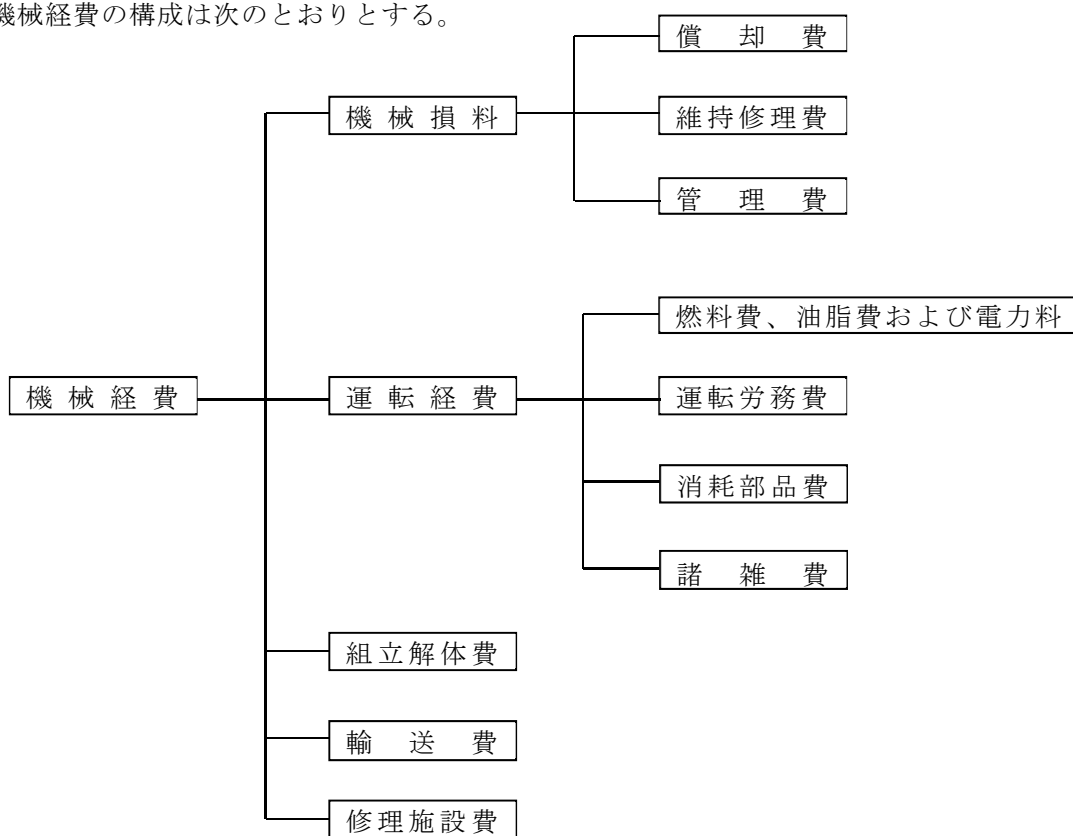 機械経費の構成は次のとおりとする。
償却費
機械損料
維持修理費
管理費
燃料費、油脂費および電力料
機械経費
運転経費
運転労務費
消耗部品費
諸雑費
組立解体費
輸送費
修理施設費